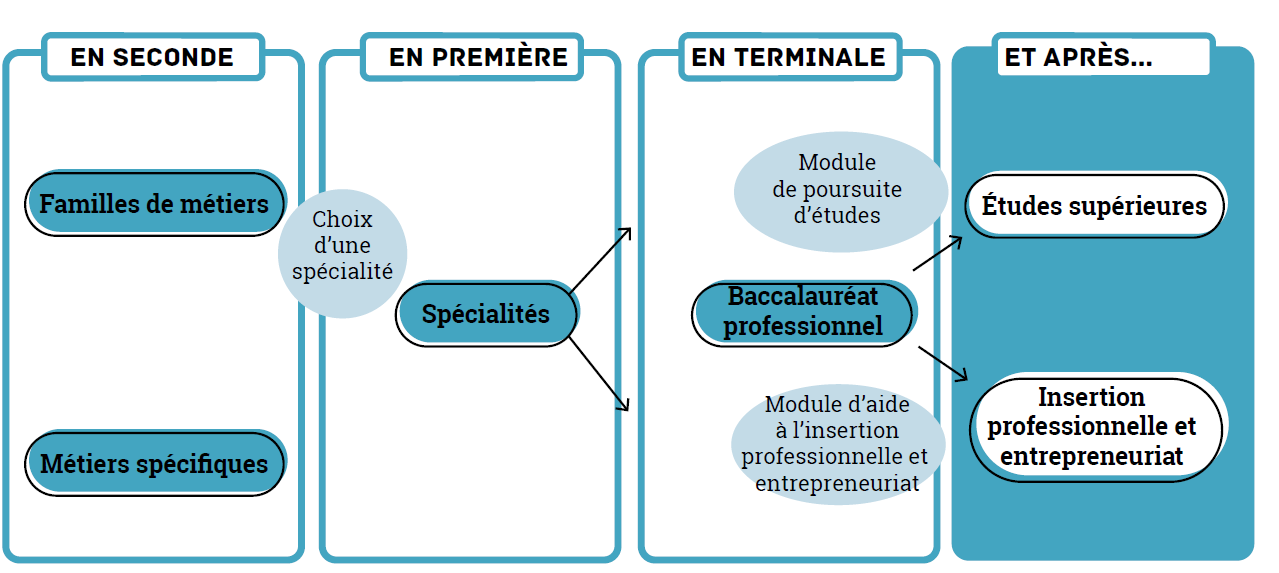 EN SECONDE
Familles de métiers
Métiers spécifiques
Choix
d’une
spécialité
EN PREMIÈRE
Spécialités
EN TERMINALE
Module
de poursuite
d’études
Baccalauréat
professionnel
Module d’aide
à l’insertion
professionnelle et
entrepreneuriat
ET APRÈS...
Études supérieures
Insertion
professionnelle et
entrepreneuriat